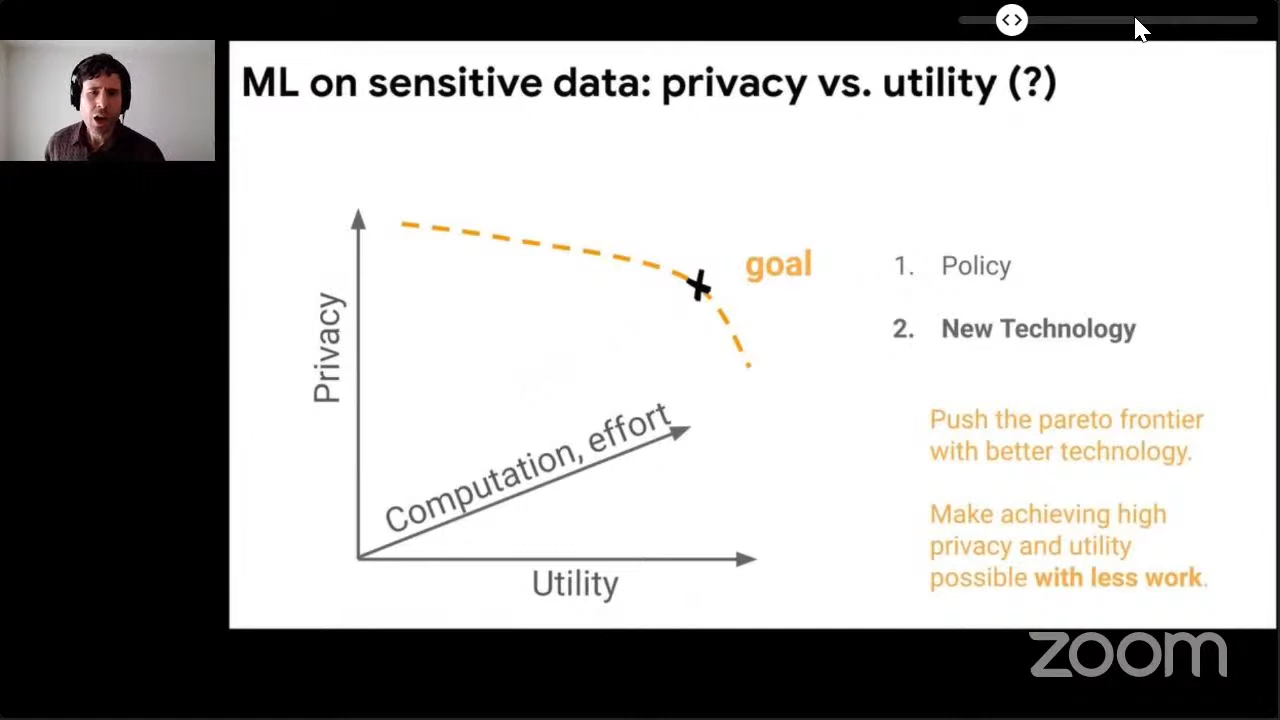 ML on sensitive data: privacy vs. utility (?)
Privacy
Computation, effort
Utility
goal
1. Policy
2. New Technology
Push the pareto frontier
with better technology.
Make achieving high
privacy and utility
possible with less work.
zoom